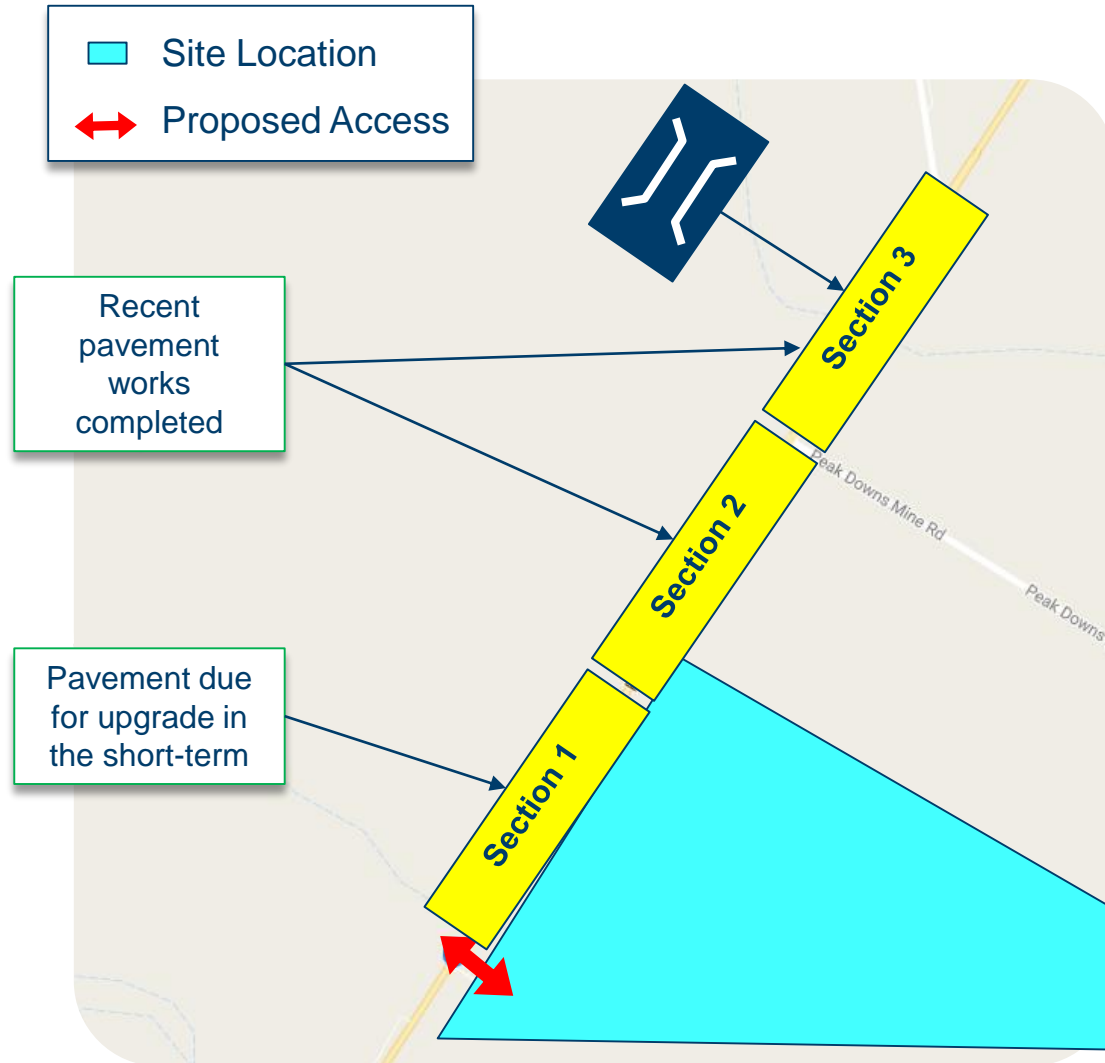 Site Location
Proposed Access
Section 3
Recent
pavement
works
completed
Peak Downs Mine Rd
Section 2
Peak Downs
Pavement due
for upgrade in
the short-term
Section 1